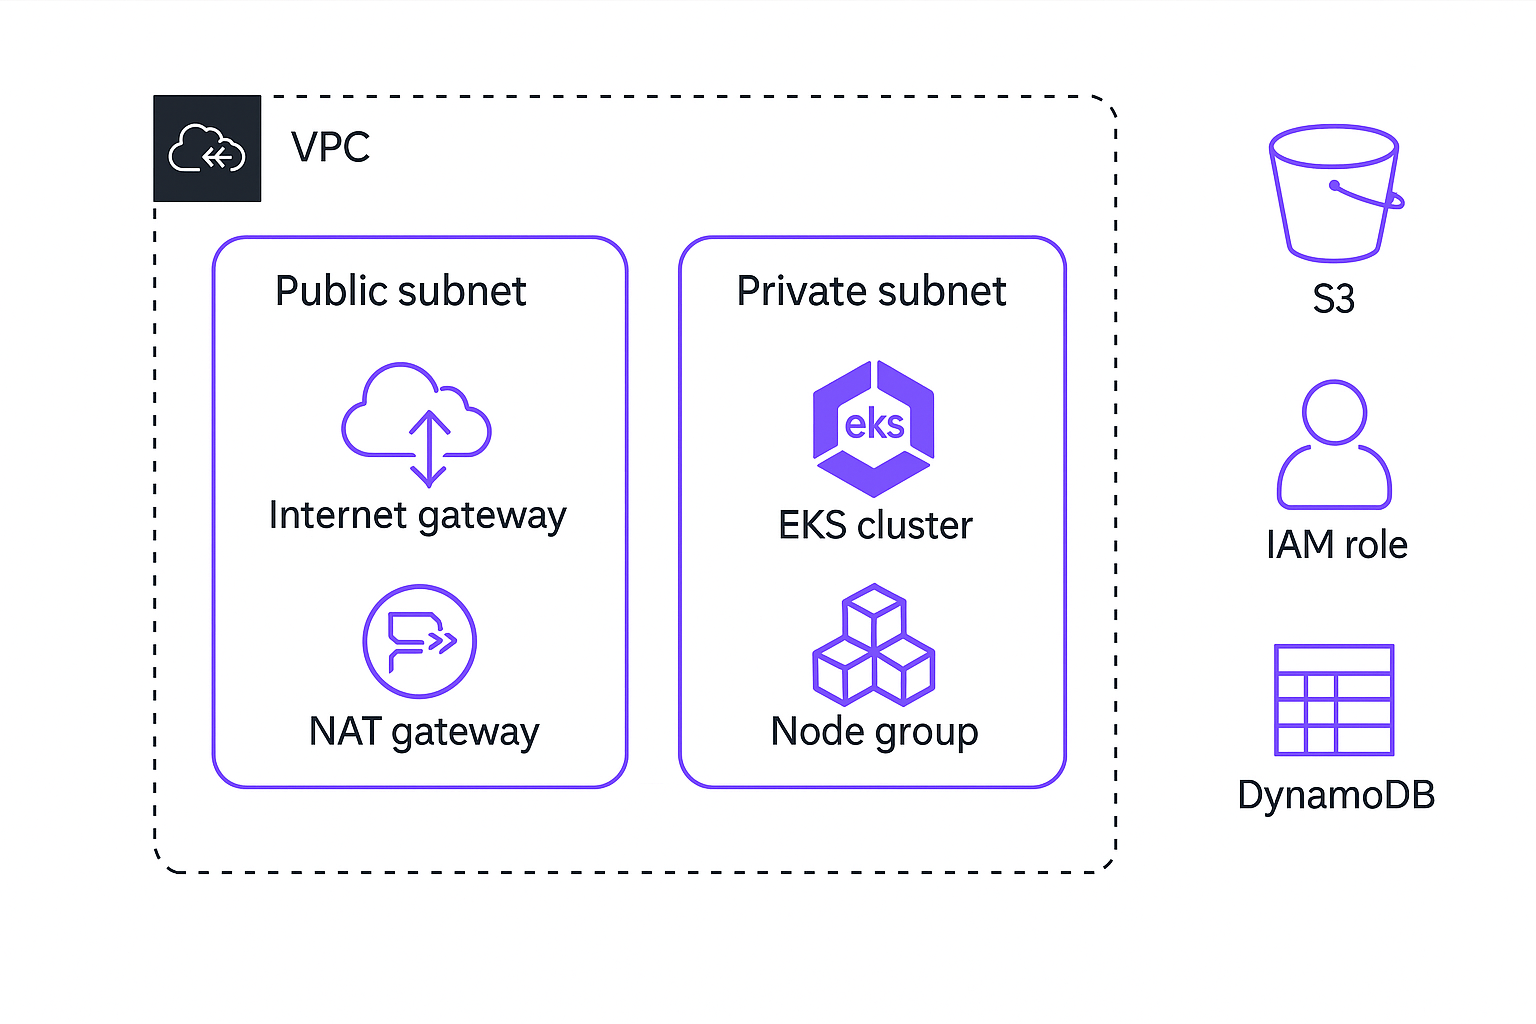 VPC
Public subnet
Internet gateway
NAT gateway
Private subnet
eks
EKS cluster
Node group
S3
IAM role
DynamoDB